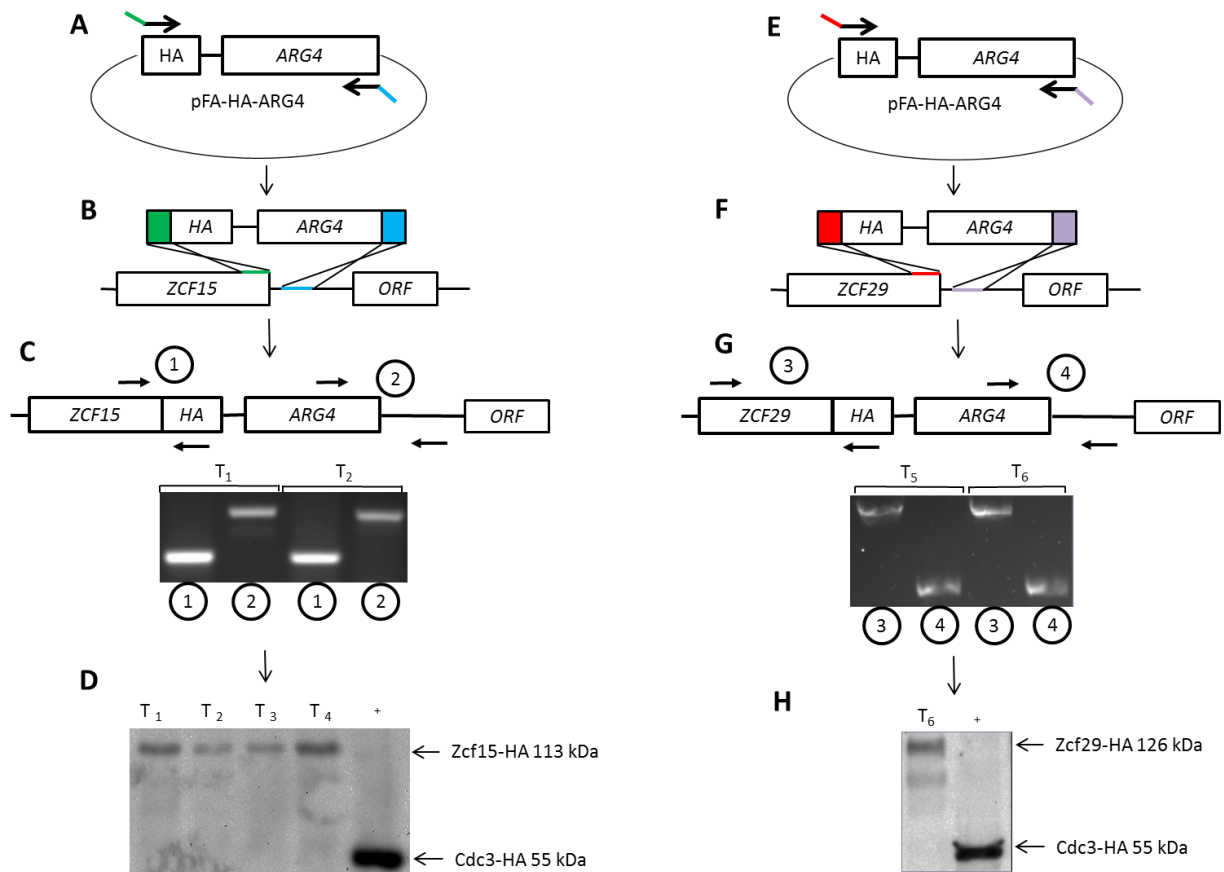 A
HA
ARG4
pFA-HA-ARG4
B
HA
ARG4
ZCF15
ORF
C
1
2
ZCF15
HA
ARG4
ORF
T1
T2
1
2
1
2
D
T1
T2
T3
T4
+
Zcf15-HA 113 kDa
Cdc3-HA 55 kDa
E
HA
ARG4
pFA-HA-ARG4
F
HA
ARG4
ZCF29
ORF
G
3
4
ZCF29
HA
ARG4
ORF
T5
T6
3
4
3
4
H
T6
+
Zcf29-HA 126 kDa
Cdc3-HA 55 kDa